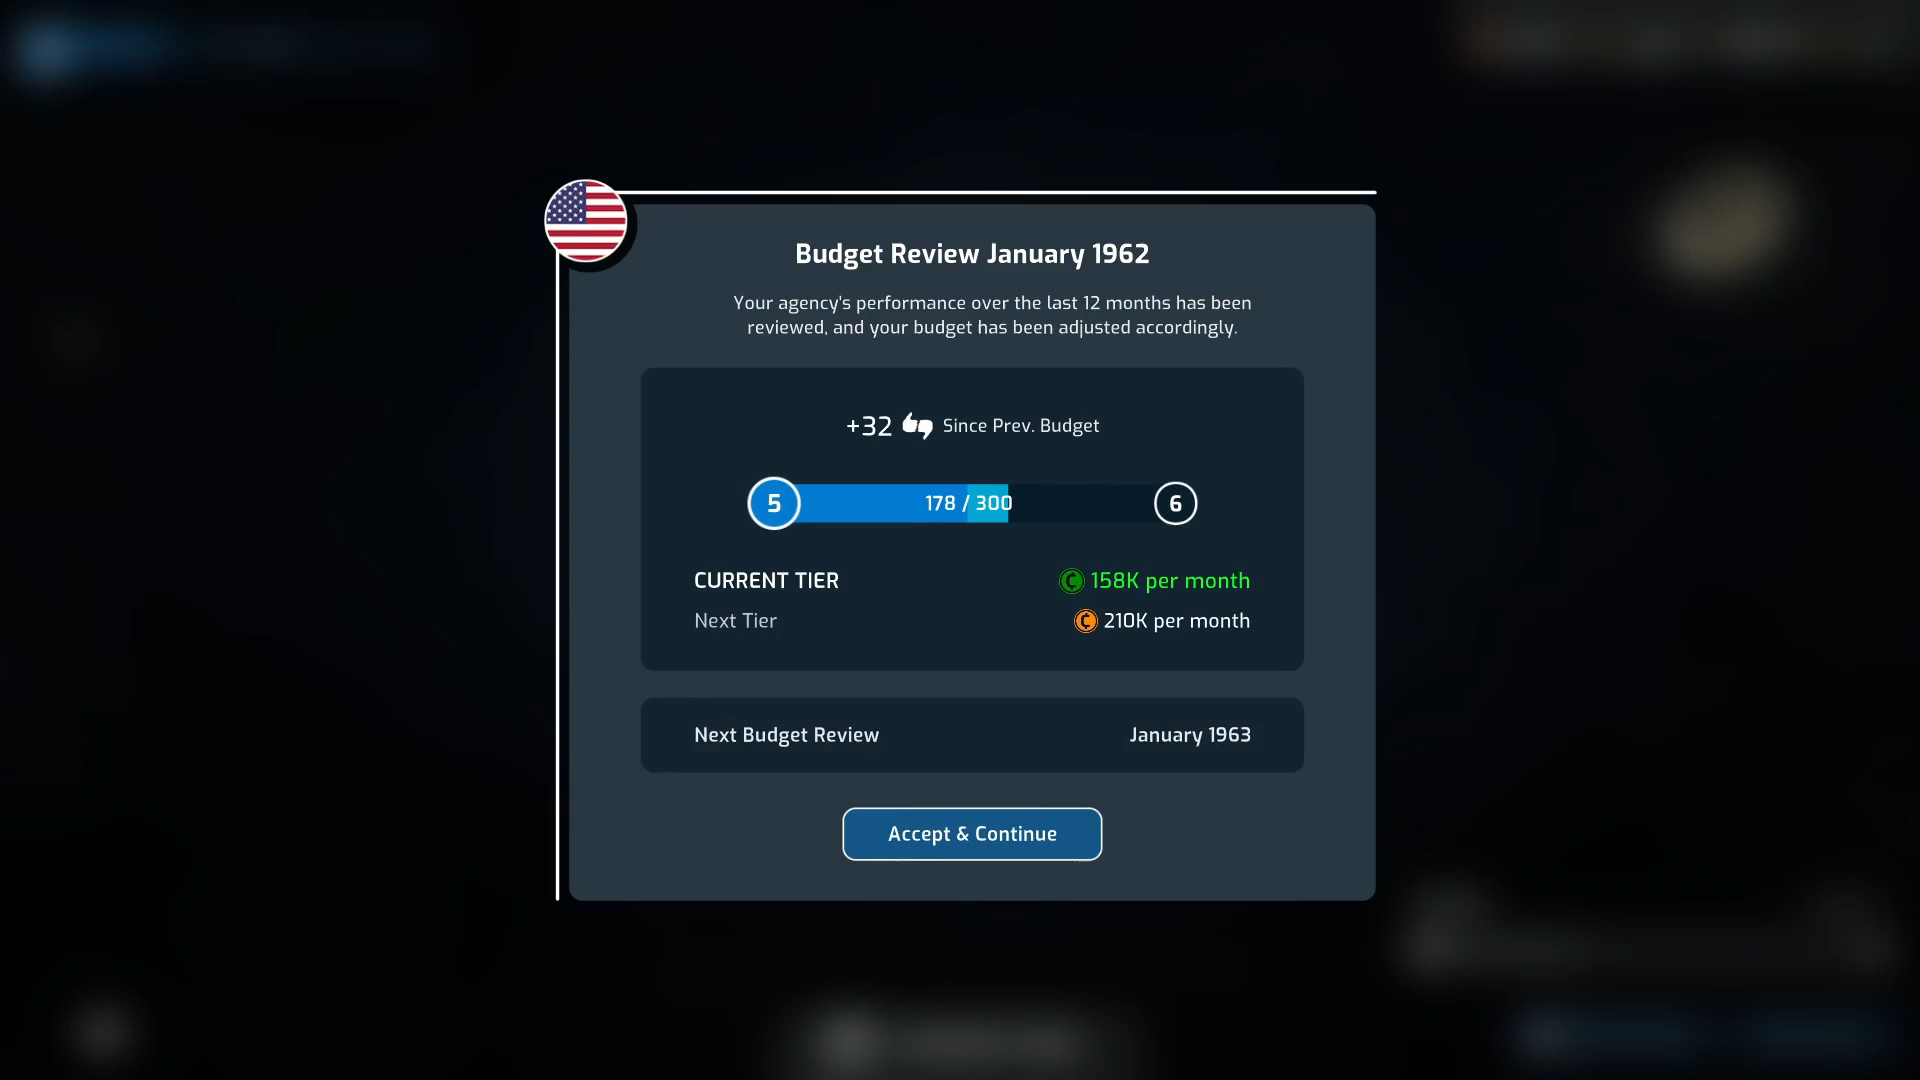 Budget Review January 1962
Your agency's performance over the last 12 months has been
reviewed, and your budget has been adjusted accordingly.
+32 Since Prev. Budget
5 178 / 300 6
CURRENT TIER 158K per month
Next Tier 210K per month
Next Budget Review January 1963
Accept & Continue